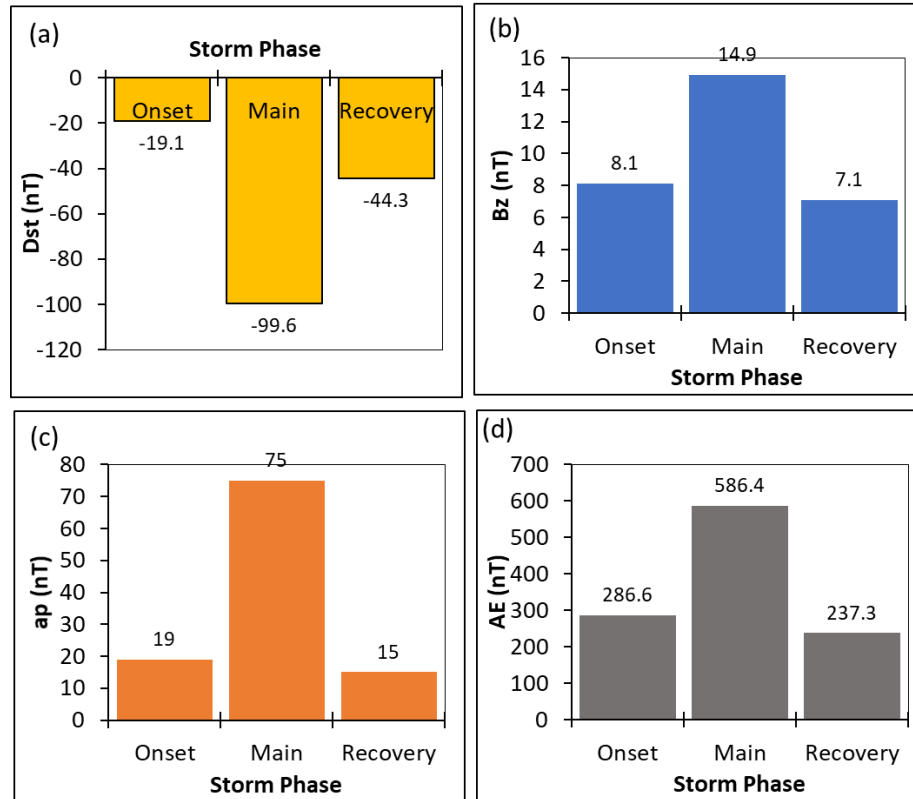 (a)
Storm Phase
0
-20
-40
-60
-80
-100
-120
Dst (nT)
Onset
Main
Recovery
-19.1
-99.6
-44.3
(b)
16
14
12
10
8
6
4
2
0
Bz (nT)
8.1
14.9
7.1
Onset Main Recovery
Storm Phase
(c)
80
70
60
50
40
30
20
10
0
ap (nT)
19
75
15
Onset Main Recovery
Storm Phase
(d)
700
600
500
400
300
200
100
0
AE (nT)
286.6
586.4
237.3
Onset Main Recovery
Storm Phase